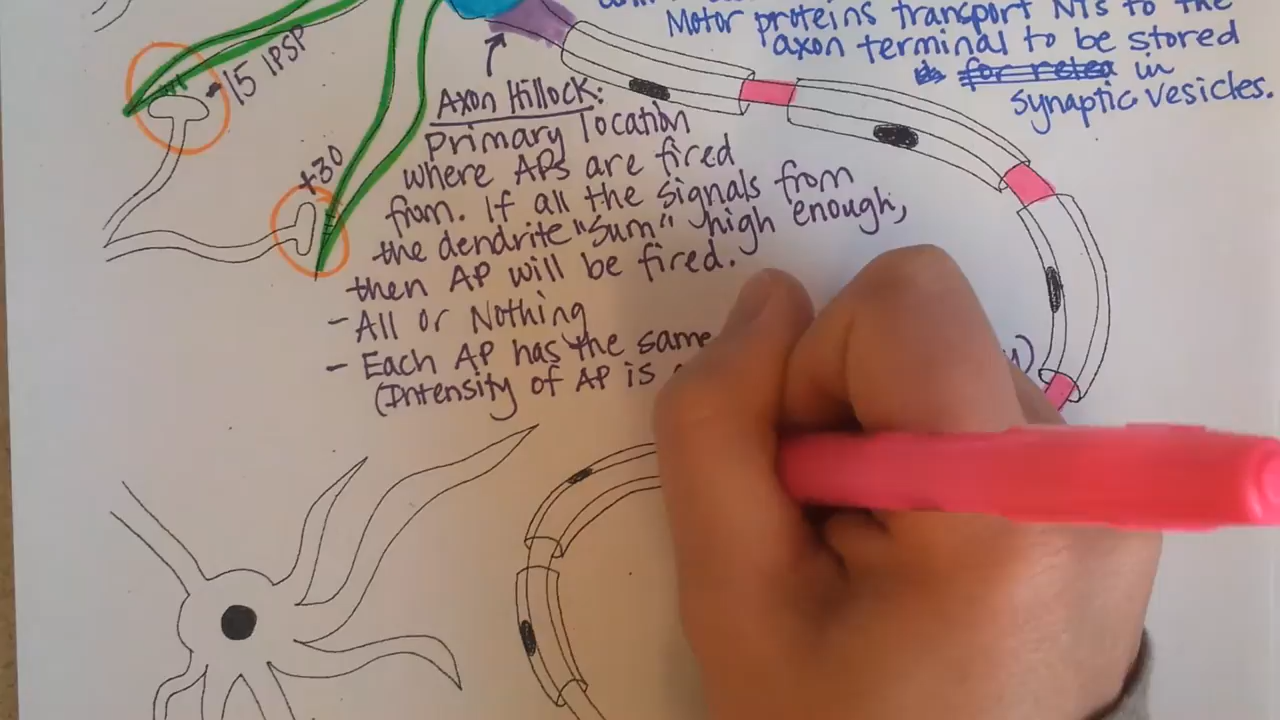 Motor proteins transport NTs to the
axon terminal to be stored
in
synaptic vesicles.
-15 IPSP
+30
Axon Hillock:
Primary location
where APs are fired
from. If all the signals from
the dendrite "sum" high enough,
then AP will be fired.
- All or Nothing
- Each AP has the same
(Intensity of AP is